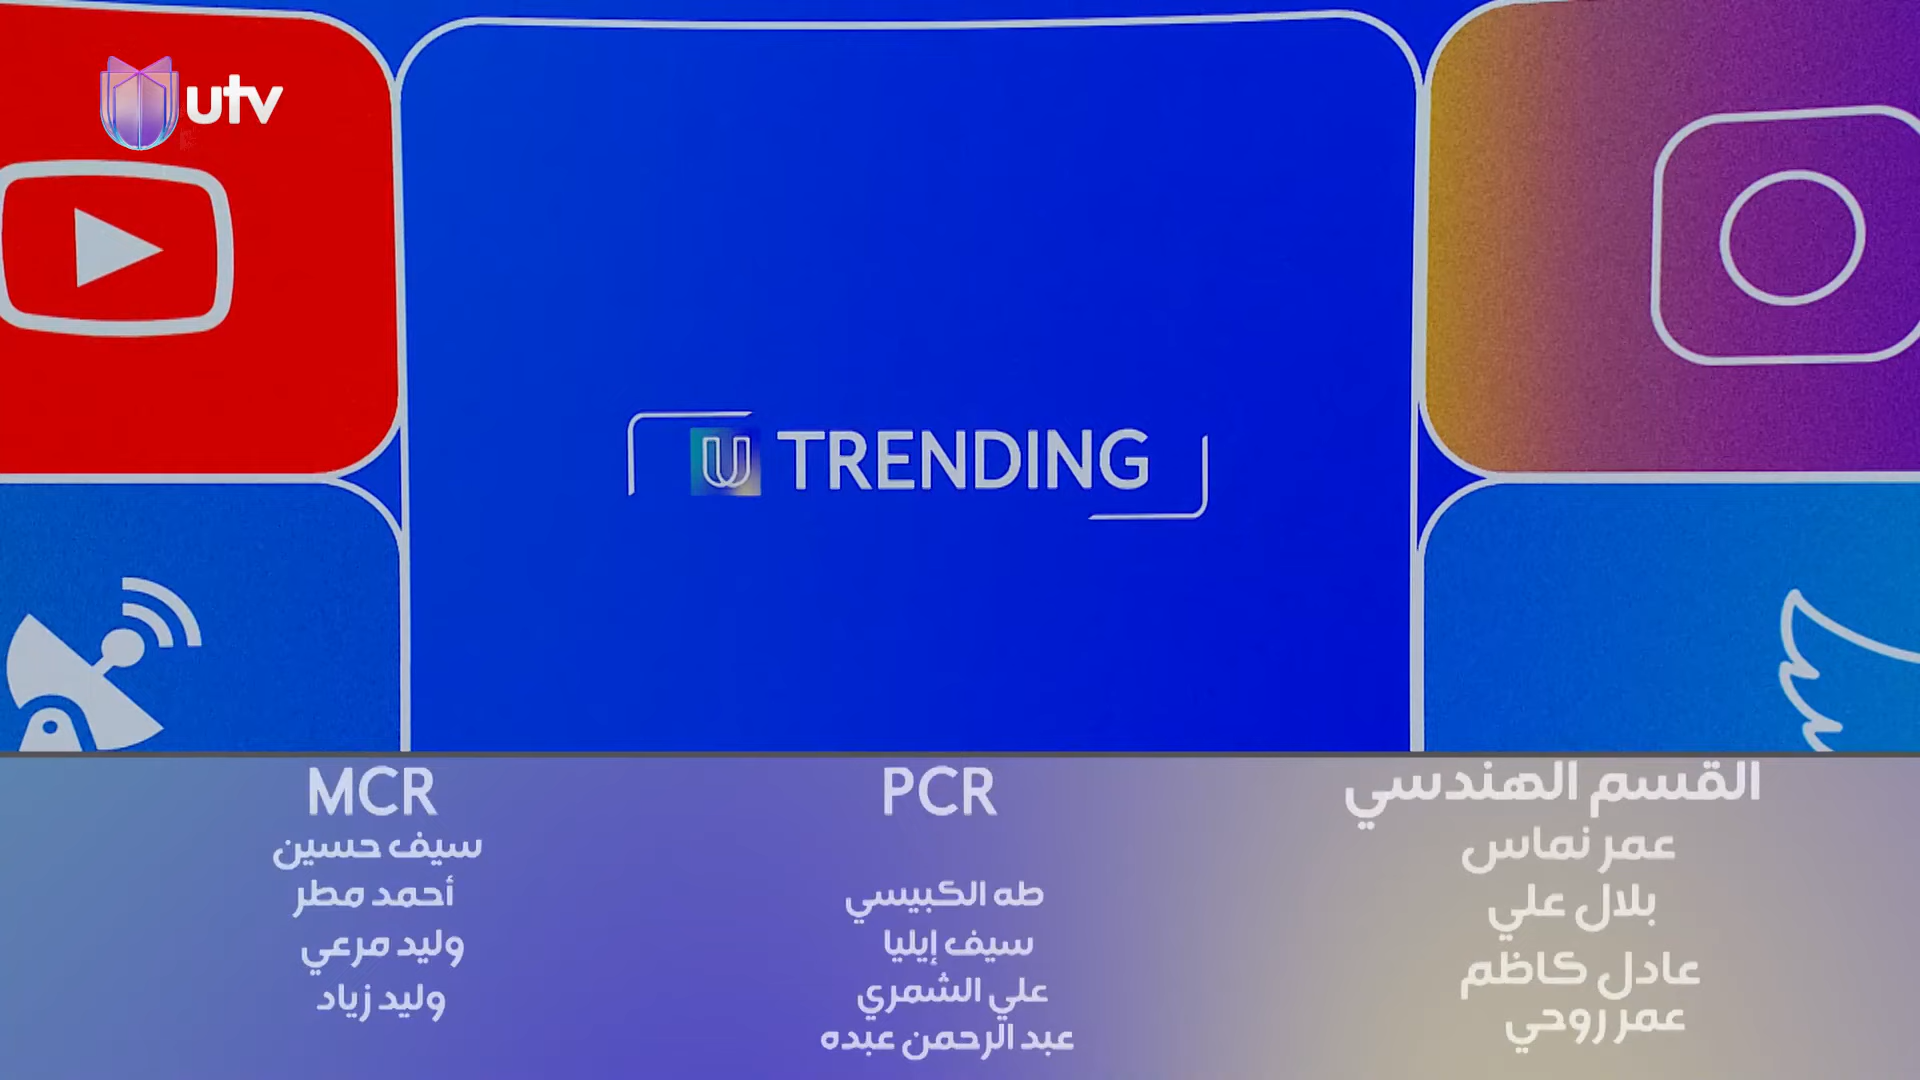 utv
U TRENDING
MCR
سيف حسين
أحمد مطر
وليد مرعي
وليد زياد
PCR
طه الكبيسي
سيف إيليا
علي الشمري
عبد الرحمن عبده
القسم الهندسي
عمر نماس
بلال علي
عادل كاظم
عمر روحي